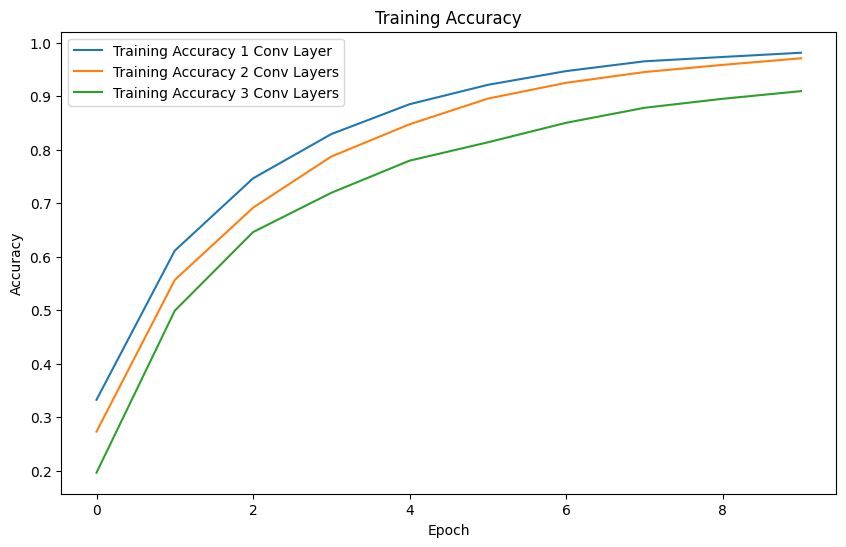 Training Accuracy
Training Accuracy 1 Conv Layer
Training Accuracy 2 Conv Layers
Training Accuracy 3 Conv Layers
1.0
0.9
0.8
0.7
0.6
0.5
0.4
0.3
0.2
Accuracy
0 2 4 6 8
Epoch